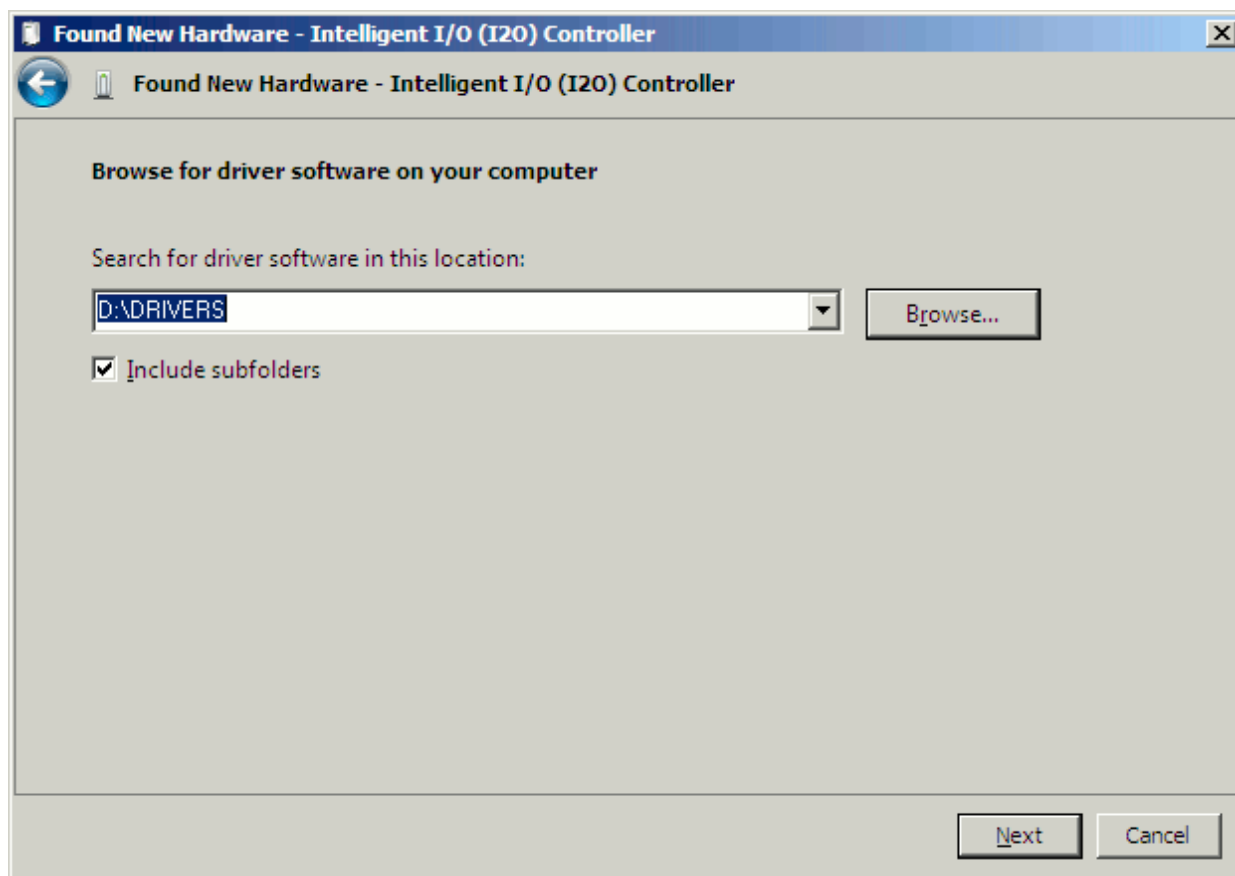 Found New Hardware - Intelligent I/O (I2O) Controller
Found New Hardware - Intelligent I/O (I2O) Controller
Browse for driver software on your computer
Search for driver software in this location:
D:\DRIVERS
Browse...
Include subfolders
Next
Cancel